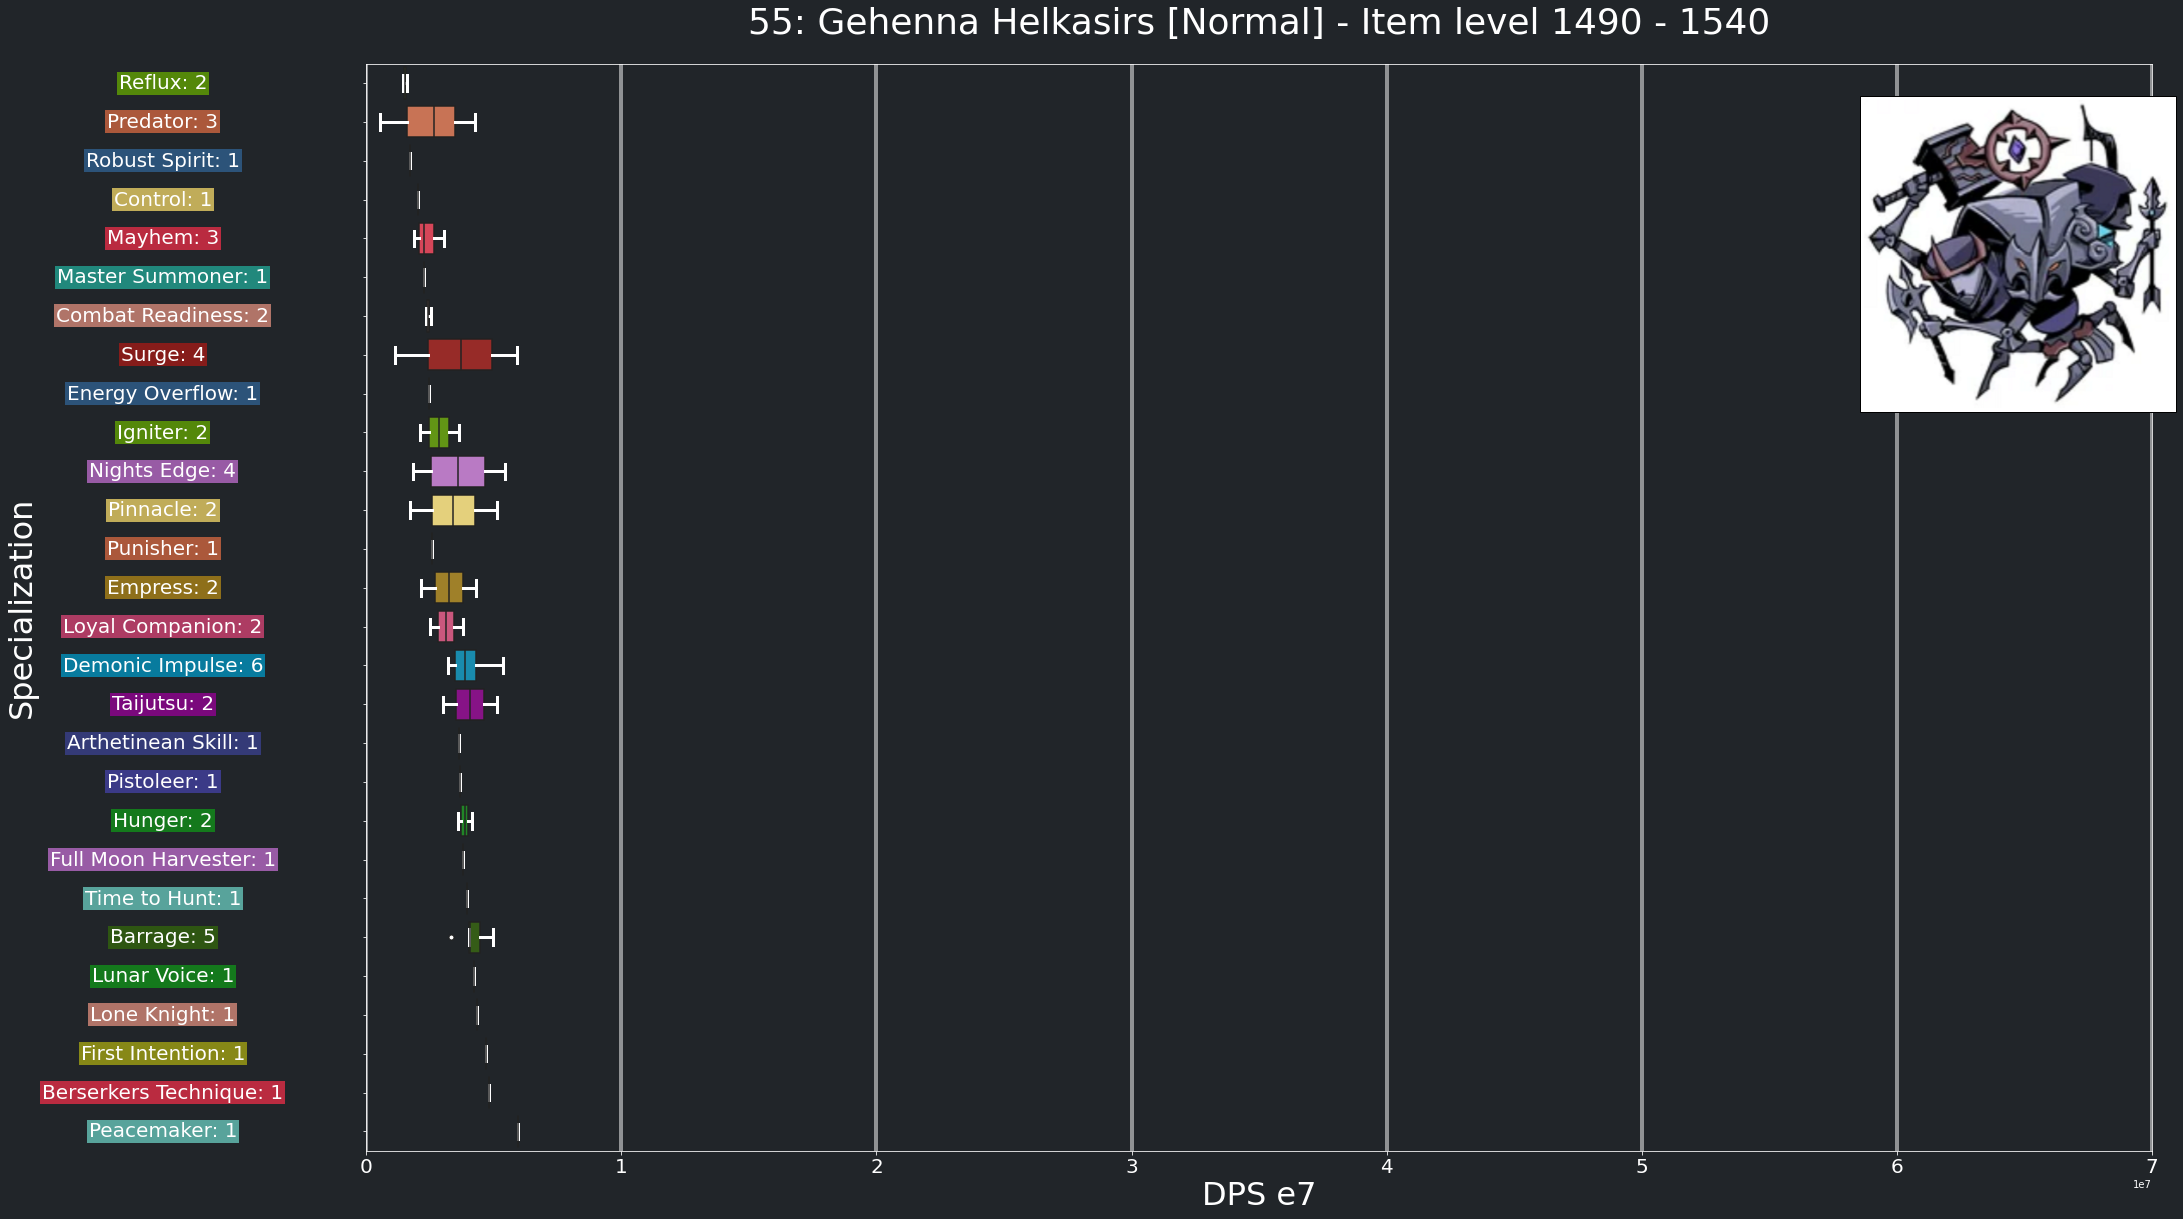 55: Gehenna Helkasirs [Normal] - Item level 1490 - 1540
Specialization
Reflux: 2
Predator: 3
Robust Spirit: 1
Control: 1
Mayhem: 3
Master Summoner: 1
Combat Readiness: 2
Surge: 4
Energy Overflow: 1
Igniter: 2
Nights Edge: 4
Pinnacle: 2
Punisher: 1
Empress: 2
Loyal Companion: 2
Demonic Impulse: 6
Taijutsu: 2
Arthetinean Skill: 1
Pistoleer: 1
Hunger: 2
Full Moon Harvester: 1
Time to Hunt: 1
Barrage: 5
Lunar Voice: 1
Lone Knight: 1
First Intention: 1
Berserkers Technique: 1
Peacemaker: 1
0 1 2 3 4 5 6 7
1e7
DPS e7